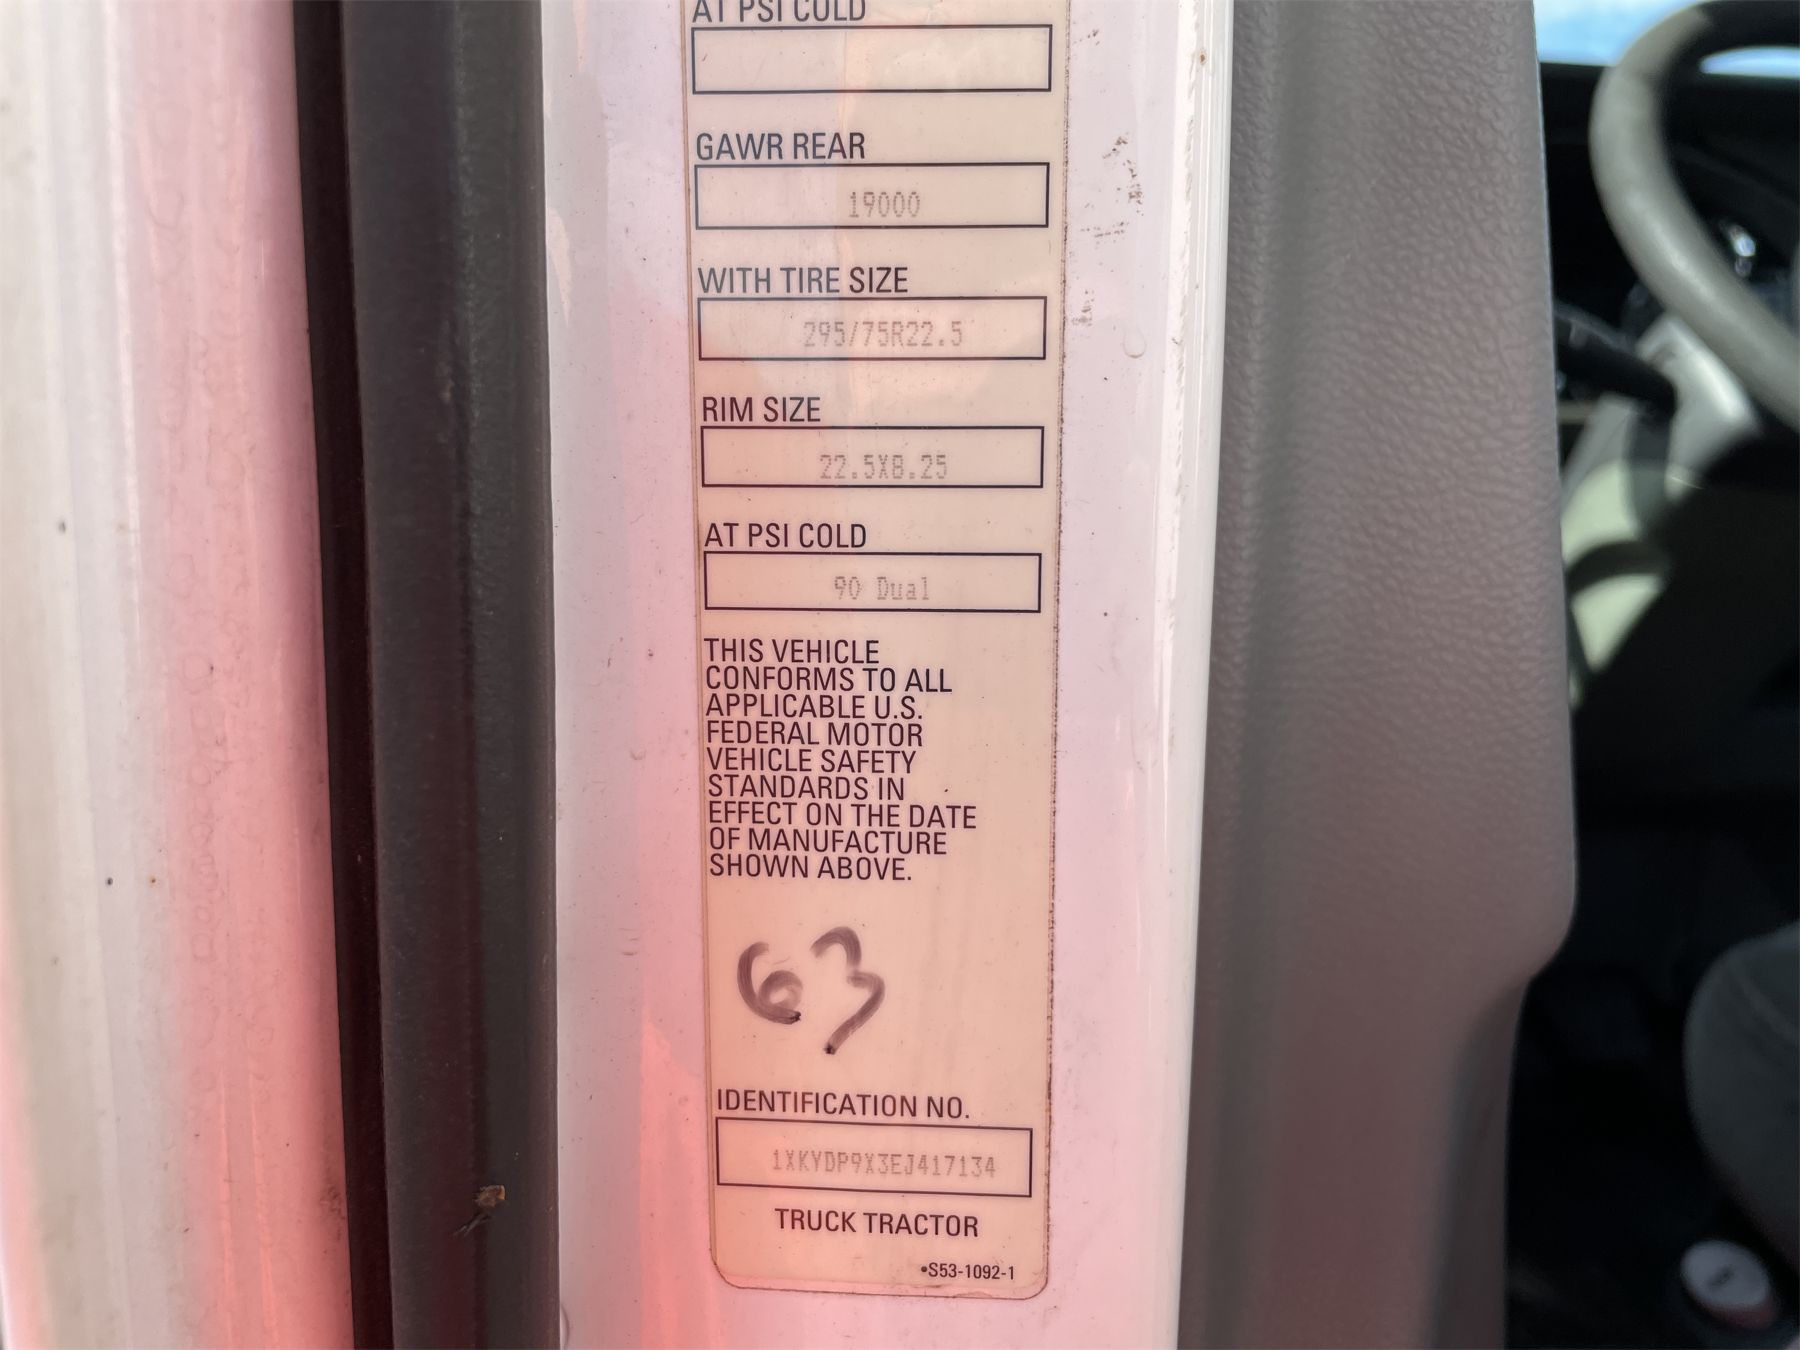 AT PSI COLD
GAWR REAR
19000
WITH TIRE SIZE
295/75R22.5
RIM SIZE
22.5X8.25
AT PSI COLD
90 Dual
THIS VEHICLE
CONFORMS TO ALL
APPLICABLE U.S.
FEDERAL MOTOR
VEHICLE SAFETY
STANDARDS IN
EFFECT ON THE DATE
OF MANUFACTURE
SHOWN ABOVE.
63
IDENTIFICATION NO.
1XKYDP9X3EJ417134
TRUCK TRACTOR
•S53-1092-1